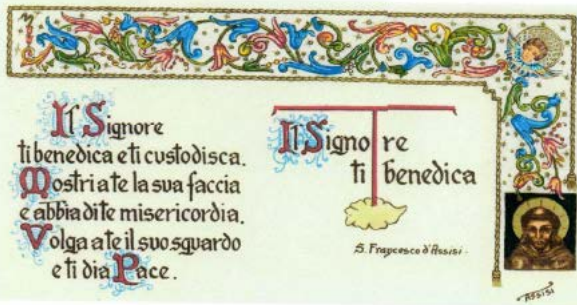 Il Signore
ti benedica e ti custodisca.
Mostri a te la sua faccia
e abbia di te misericordia.
Volga a te il suo sguardo
e ti dia Pace.
Il Signore
ti benedica
S. Francesco d'Assisi.
ASSISI